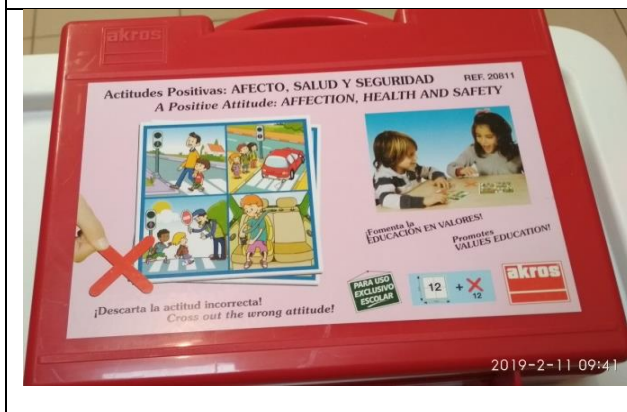 akros
Actitudes Positivas: AFECTO, SALUD Y SEGURIDAD
REF. 20811
A Positive Attitude: AFFECTION, HEALTH AND SAFETY
¡Fomenta la
EDUCACIÓN EN VALORES!
Promotes
VALUES EDUCATION!
¡Descarta la actitud incorrecta!
Cross out the wrong attitude!
PARA USO
EXCLUSIVO
ESCOLAR
12 +
12
akros
2019-2-11 09:41